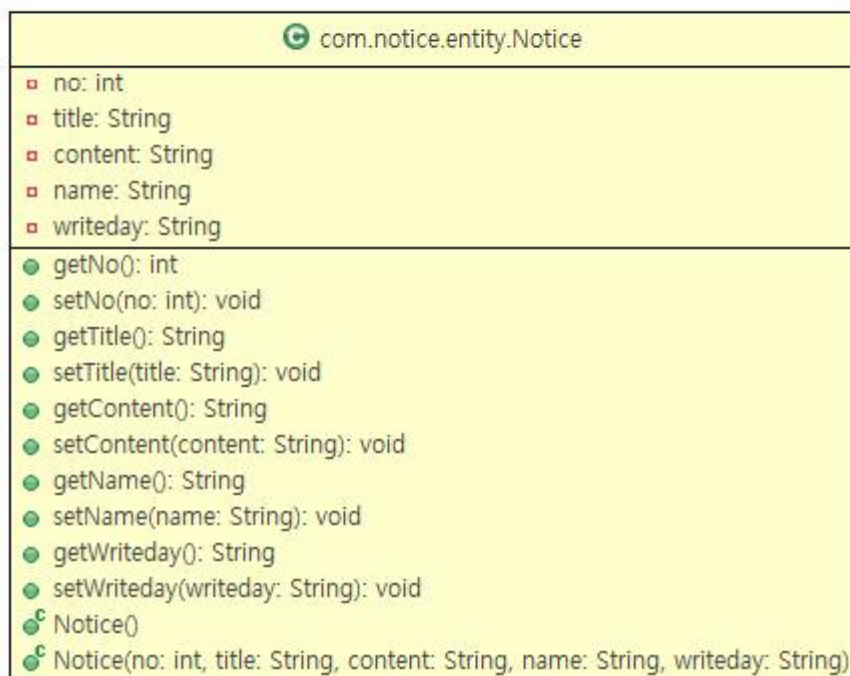 com.notice.entity.Notice
no: int
title: String
content: String
name: String
writeday: String
getNo(): int
setNo(no: int): void
getTitle(): String
setTitle(title: String): void
getContent(): String
setContent(content: String): void
getName(): String
setName(name: String): void
getWriteday(): String
setWriteday(writeday: String): void
Notice()
Notice(no: int, title: String, content: String, name: String, writeday: String)